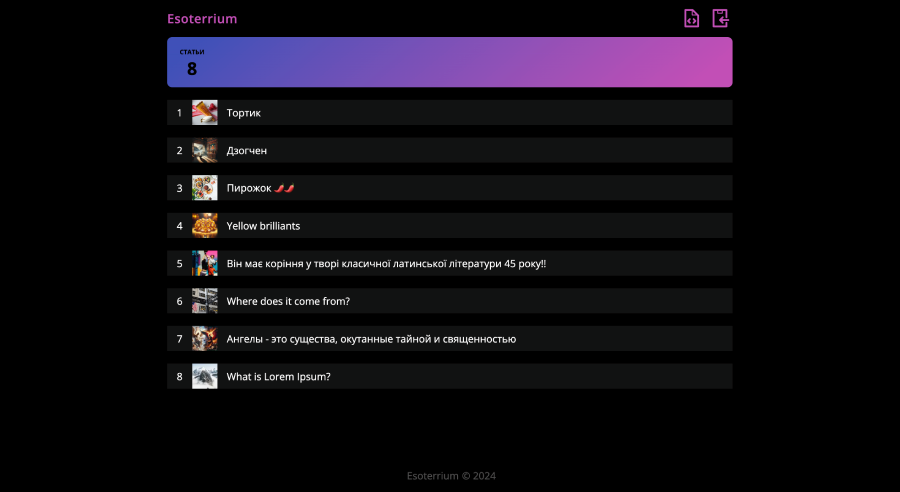 Esoterrium
СТАТЬИ
8
1 Тортик
2 Дзогчен
3 Пирожок 🌶️🌶️
4 Yellow brilliants
5 Він має коріння у творі класичної латинської літератури 45 року!!
6 Where does it come from?
7 Ангелы - это существа, окутанные тайной и священностью
8 What is Lorem Ipsum?
Esoterrium © 2024